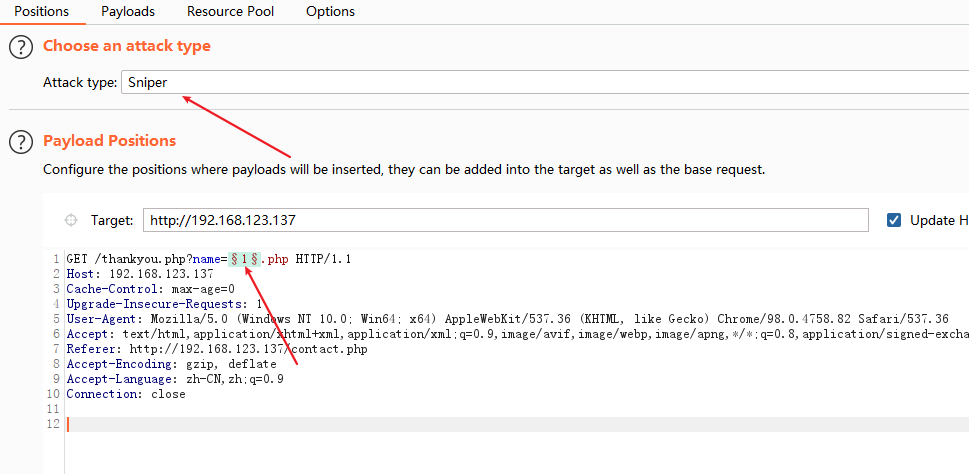 Positions Payloads Resource Pool Options
Choose an attack type
Attack type: Sniper
Payload Positions
Configure the positions where payloads will be inserted, they can be added into the target as well as the base request.
Target: http://192.168.123.137 Update H
1 GET /thankyou.php?name=§1§.php HTTP/1.1
2 Host: 192.168.123.137
3 Cache-Control: max-age=0
4 Upgrade-Insecure-Requests: 1
5 User-Agent: Mozilla/5.0 (Windows NT 10.0; Win64; x64) AppleWebKit/537.36 (KHTML, like Gecko) Chrome/98.0.4758.82 Safari/537.36
6 Accept: text/html,application/xhtml+xml,application/xml;q=0.9,image/avif,image/webp,image/apng,*/*;q=0.8,application/signed-excha
7 Referer: http://192.168.123.137/contact.php
8 Accept-Encoding: gzip, deflate
9 Accept-Language: zh-CN,zh;q=0.9
10 Connection: close
11
12